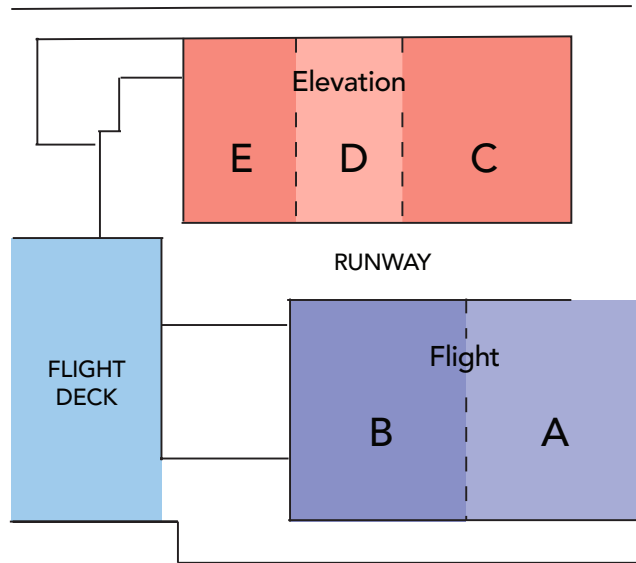 Elevation
E D C
RUNWAY
FLIGHT
DECK
Flight
B A